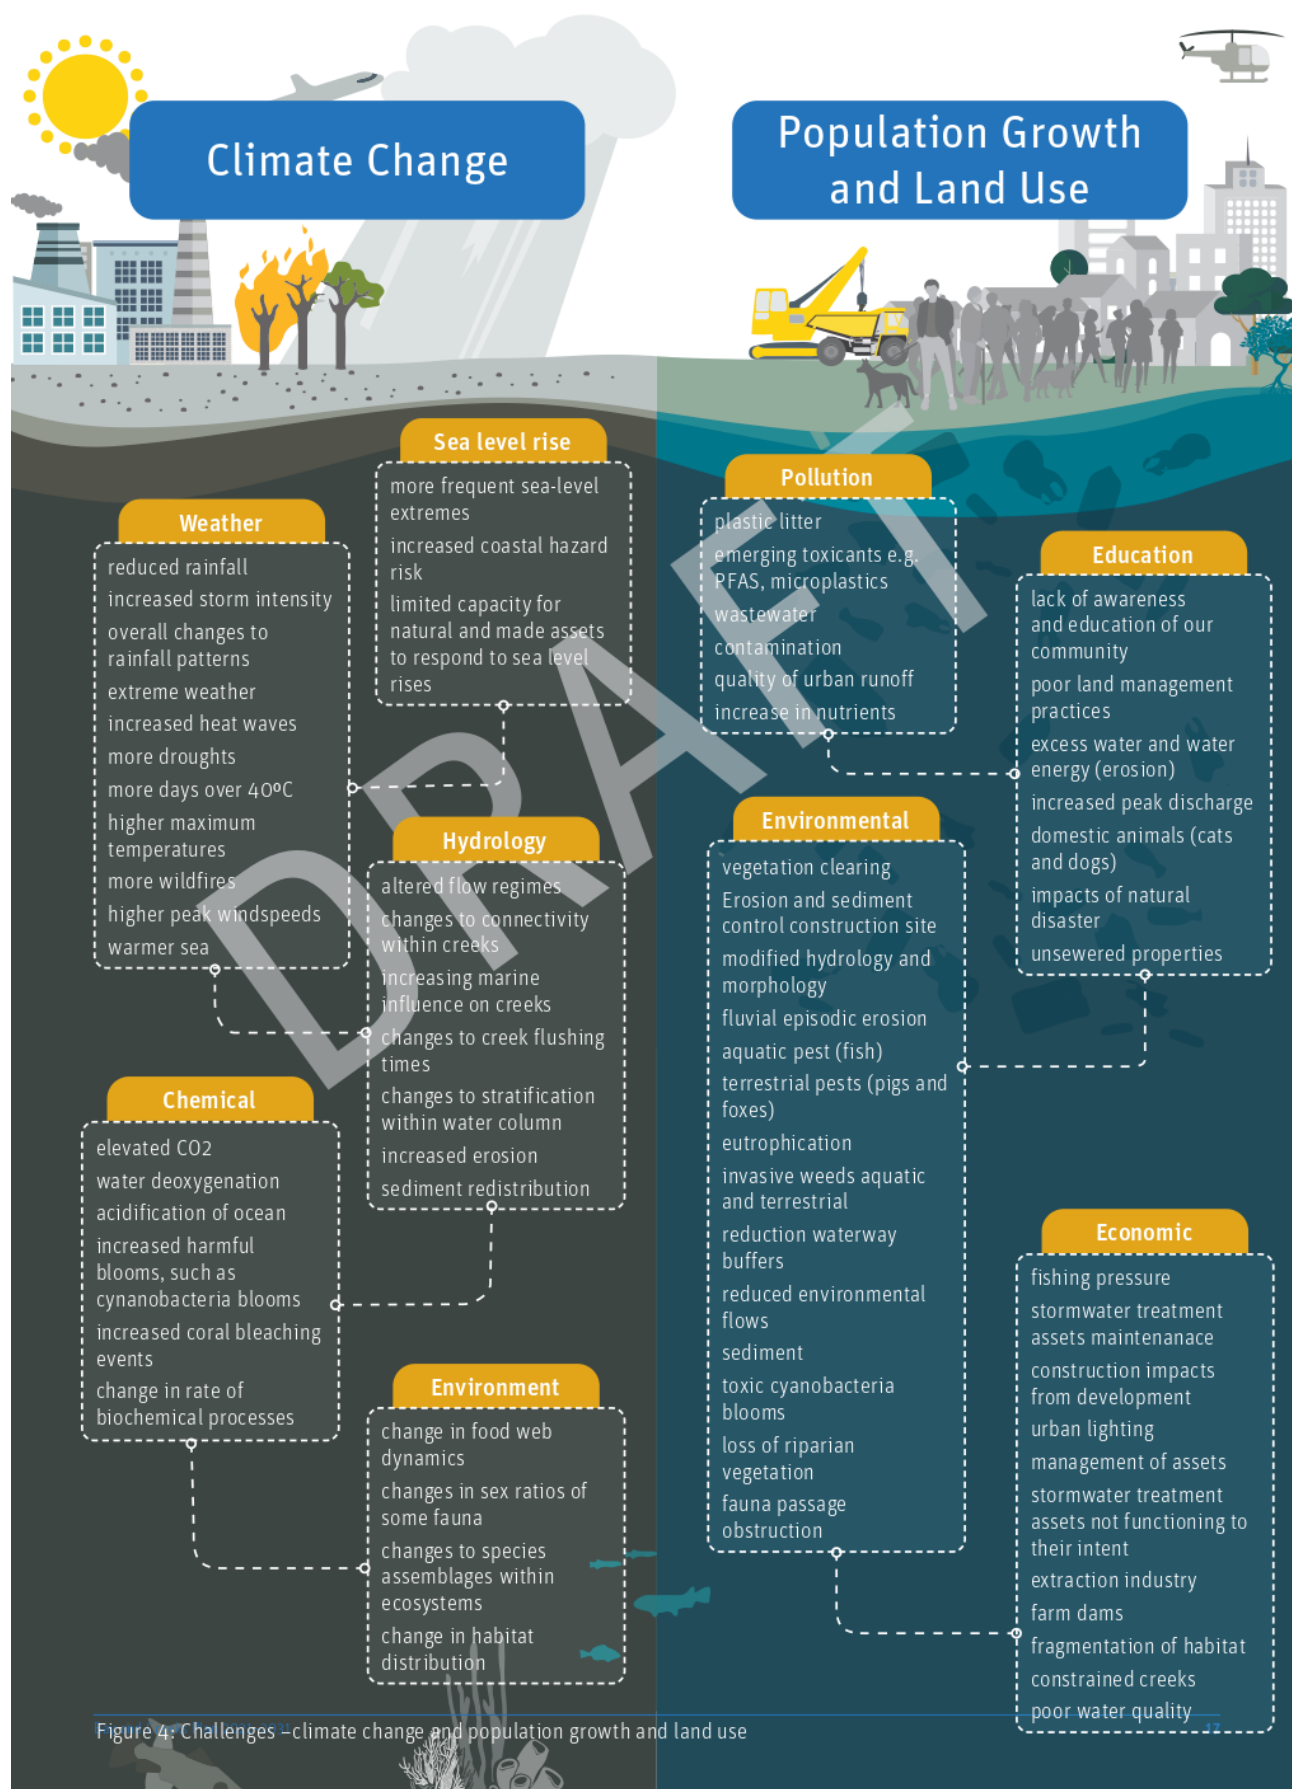 Climate Change
Population Growth
and Land Use
Sea level rise
more frequent sea-level
extremes
increased coastal hazard
risk
limited capacity for
natural and made assets
to respond to sea level
rises
Weather
reduced rainfall
increased storm intensity
overall changes to
rainfall patterns
extreme weather
increased heat waves
more droughts
more days over 40ºC
higher maximum
temperatures
more wildfires
higher peak windspeeds
warmer sea
Hydrology
altered flow regimes
changes to connectivity
within creeks
increasing marine
influence on creeks
changes to creek flushing
times
changes to stratification
within water column
increased erosion
sediment redistribution
Chemical
elevated CO2
water deoxygenation
acidification of ocean
increased harmful
blooms, such as
cynanobacteria blooms
increased coral bleaching
events
change in rate of
biochemical processes
Environment
change in food web
dynamics
changes in sex ratios of
some fauna
changes to species
assemblages within
ecosystems
change in habitat
distribution
Pollution
plastic litter
emerging toxicants e.g.
PFAS, microplastics
wastewater
contamination
quality of urban runoff
increase in nutrients
Education
lack of awareness
and education of our
community
poor land management
practices
excess water and water
energy (erosion)
increased peak discharge
domestic animals (cats
and dogs)
impacts of natural
disaster
unsewered properties
Environmental
vegetation clearing
Erosion and sediment
control construction site
modified hydrology and
morphology
fluvial episodic erosion
aquatic pest (fish)
terrestrial pests (pigs and
foxes)
eutrophication
invasive weeds aquatic
and terrestrial
reduction waterway
buffers
reduced environmental
flows
sediment
toxic cyanobacteria
blooms
loss of riparian
vegetation
fauna passage
obstruction
Economic
fishing pressure
stormwater treatment
assets maintenanace
construction impacts
from development
urban lighting
management of assets
stormwater treatment
assets not functioning to
their intent
extraction industry
farm dams
fragmentation of habitat
constrained creeks
poor water quality
DRAFT
Figure 4: Challenges –climate change and population growth and land use
17